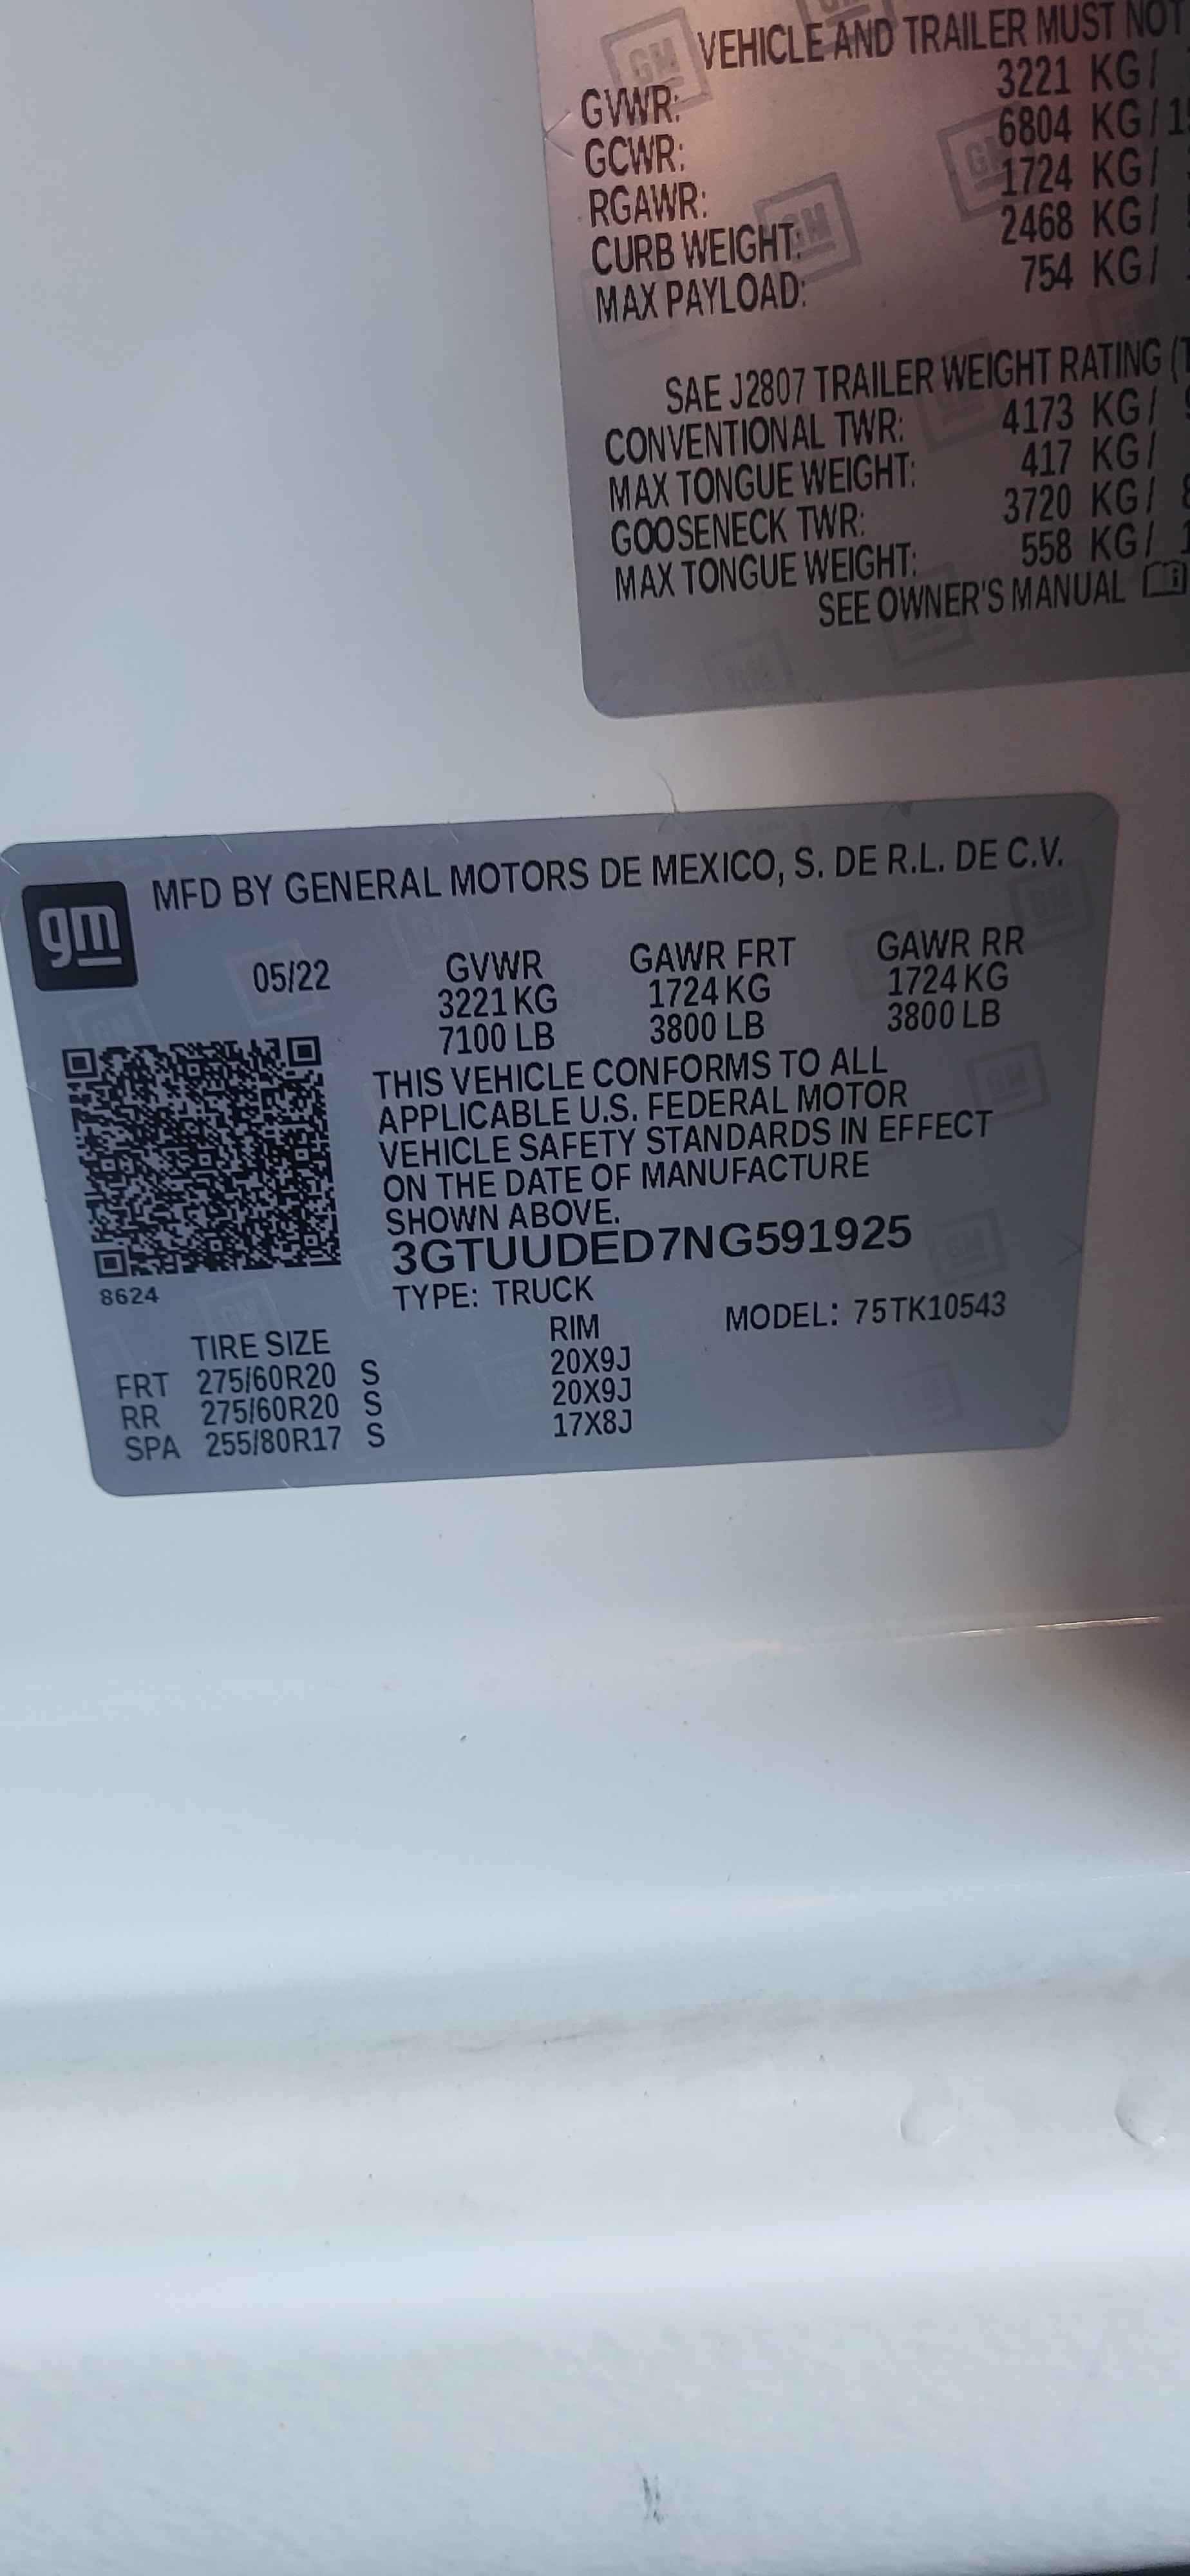 VEHICLE AND TRAILER MUST NOT
GVWR: 3221 KG/
GCWR: 6804 KG/
RGAWR: 1724 KG/
CURB WEIGHT: 2468 KG/
MAX PAYLOAD: 754 KG/
SAE J2807 TRAILER WEIGHT RATING
CONVENTIONAL TWR: 4173 KG/
MAX TONGUE WEIGHT: 417 KG/
GOOSENECK TWR: 3720 KG/
MAX TONGUE WEIGHT: 558 KG/
SEE OWNER'S MANUAL
gm MFD BY GENERAL MOTORS DE MEXICO, S. DE R.L. DE C.V.
05/22 GVWR GAWR FRT GAWR RR
3221 KG 1724 KG 1724 KG
7100 LB 3800 LB 3800 LB
THIS VEHICLE CONFORMS TO ALL
APPLICABLE U.S. FEDERAL MOTOR
VEHICLE SAFETY STANDARDS IN EFFECT
ON THE DATE OF MANUFACTURE
SHOWN ABOVE.
3GTUUDED7NG591925
8624
TYPE: TRUCK MODEL: 75TK10543
TIRE SIZE RIM
FRT 275/60R20 S 20X9J
RR 275/60R20 S 20X9J
SPA 255/80R17 S 17X8J